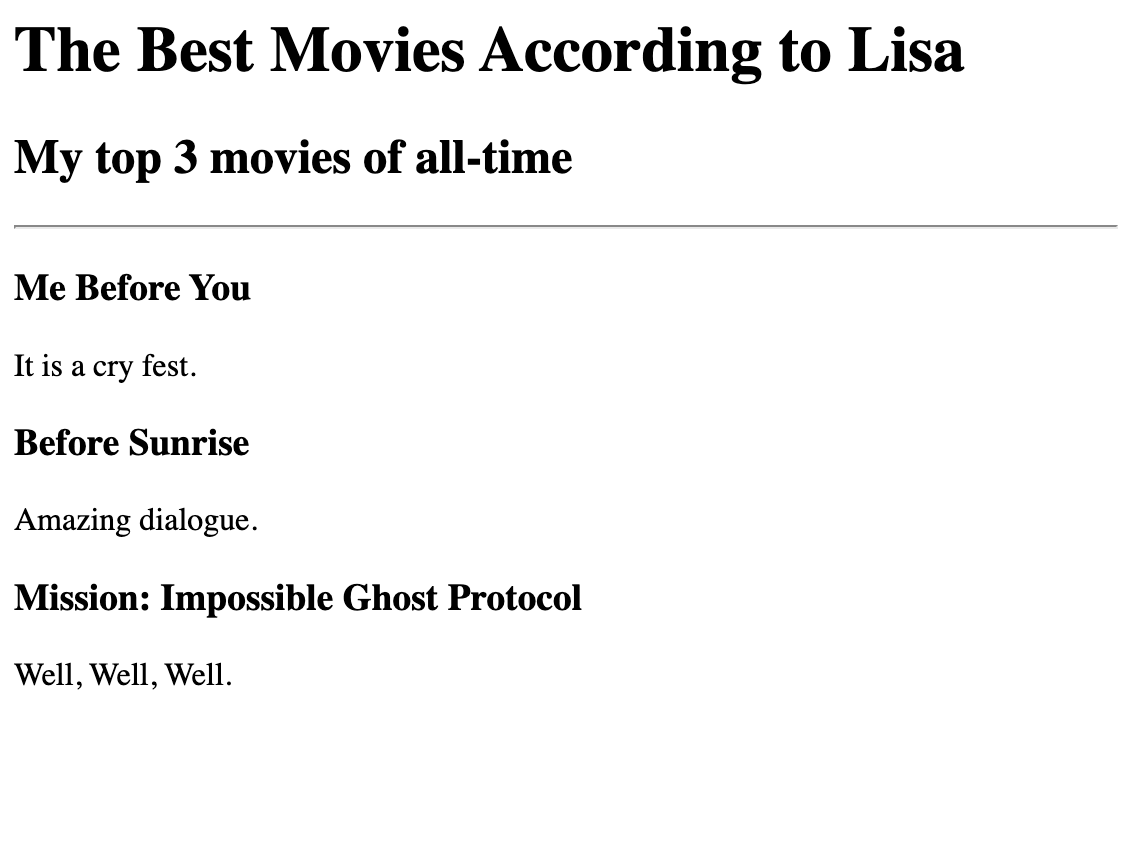 The Best Movies According to Lisa
My top 3 movies of all-time
Me Before You
It is a cry fest.
Before Sunrise
Amazing dialogue.
Mission: Impossible Ghost Protocol
Well, Well, Well.